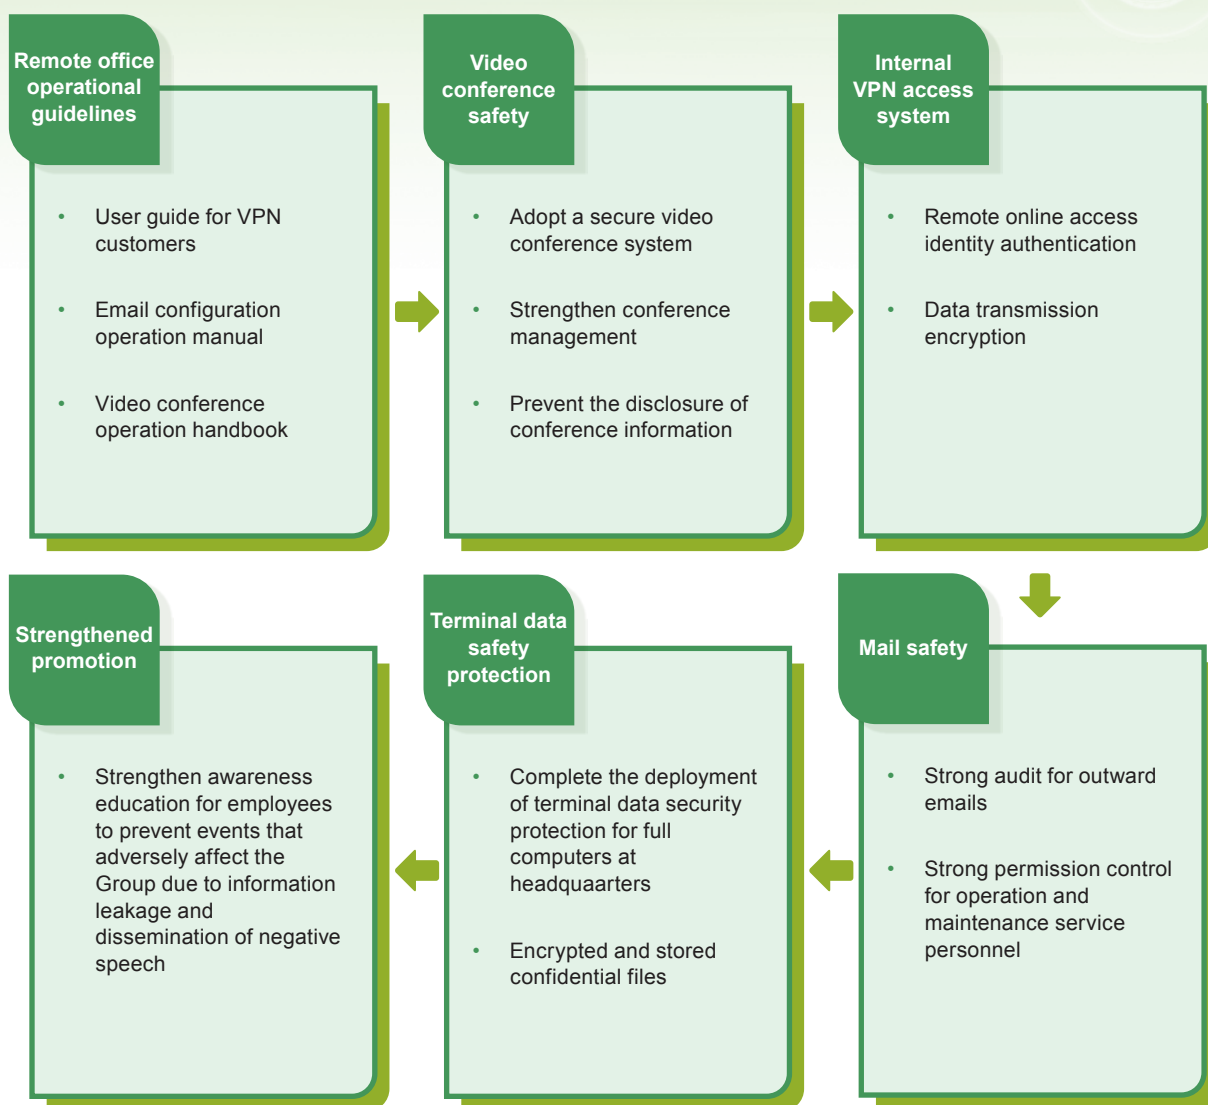 Remote office
operational
guidelines
• User guide for VPN
customers
• Email configuration
operation manual
• Video conference
operation handbook
Video
conference
safety
• Adopt a secure video
conference system
• Strengthen conference
management
• Prevent the disclosure of
conference information
Internal
VPN access
system
• Remote online access
identity authentication
• Data transmission
encryption
Mail safety
• Strong audit for outward
emails
• Strong permission control
for operation and
maintenance service
personnel
Terminal data
safety
protection
• Complete the deployment
of terminal data security
protection for full
computers at
headquaarters
• Encrypted and stored
confidential files
Strengthened
promotion
• Strengthen awareness
education for employees
to prevent events that
adversely affect the
Group due to information
leakage and
dissemination of negative
speech